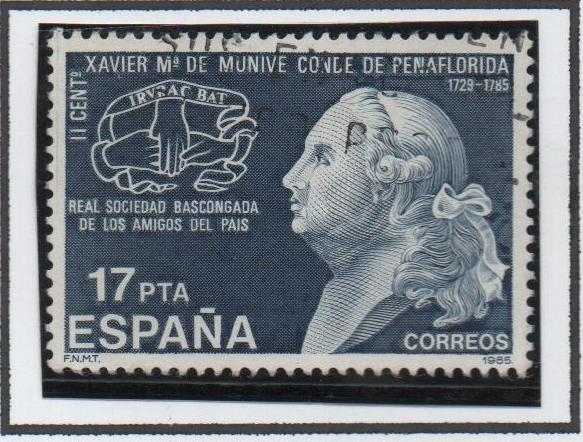 XAVIER Mª DE MUNIVE CONDE DE PEÑAFLORIDA
1729-1785
II CENTº
IRVRAC BAT
REAL SOCIEDAD BASCONGADA
DE LOS AMIGOS DEL PAIS
17 PTA
ESPAÑA
CORREOS
F.N.M.T.
1985